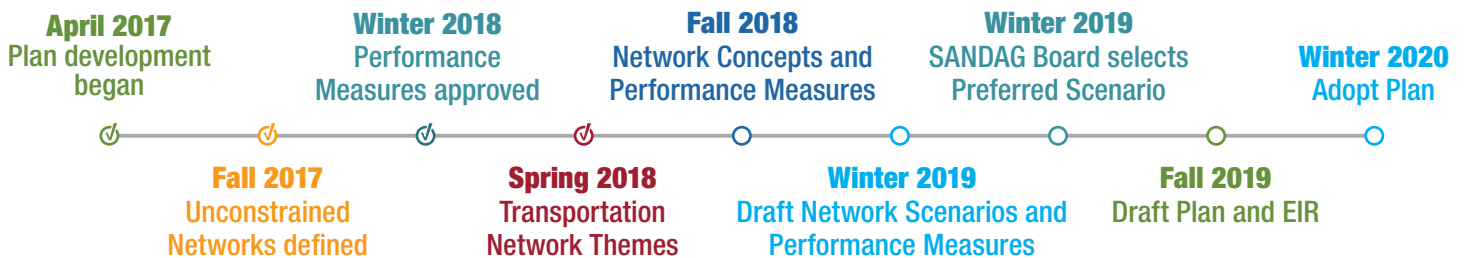 April 2017
Plan development
began
Fall 2017
Unconstrained
Networks defined
Winter 2018
Performance
Measures approved
Spring 2018
Transportation
Network Themes
Fall 2018
Network Concepts and
Performance Measures
Winter 2019
Draft Network Scenarios and
Performance Measures
Winter 2019
SANDAG Board selects
Preferred Scenario
Fall 2019
Draft Plan and EIR
Winter 2020
Adopt Plan